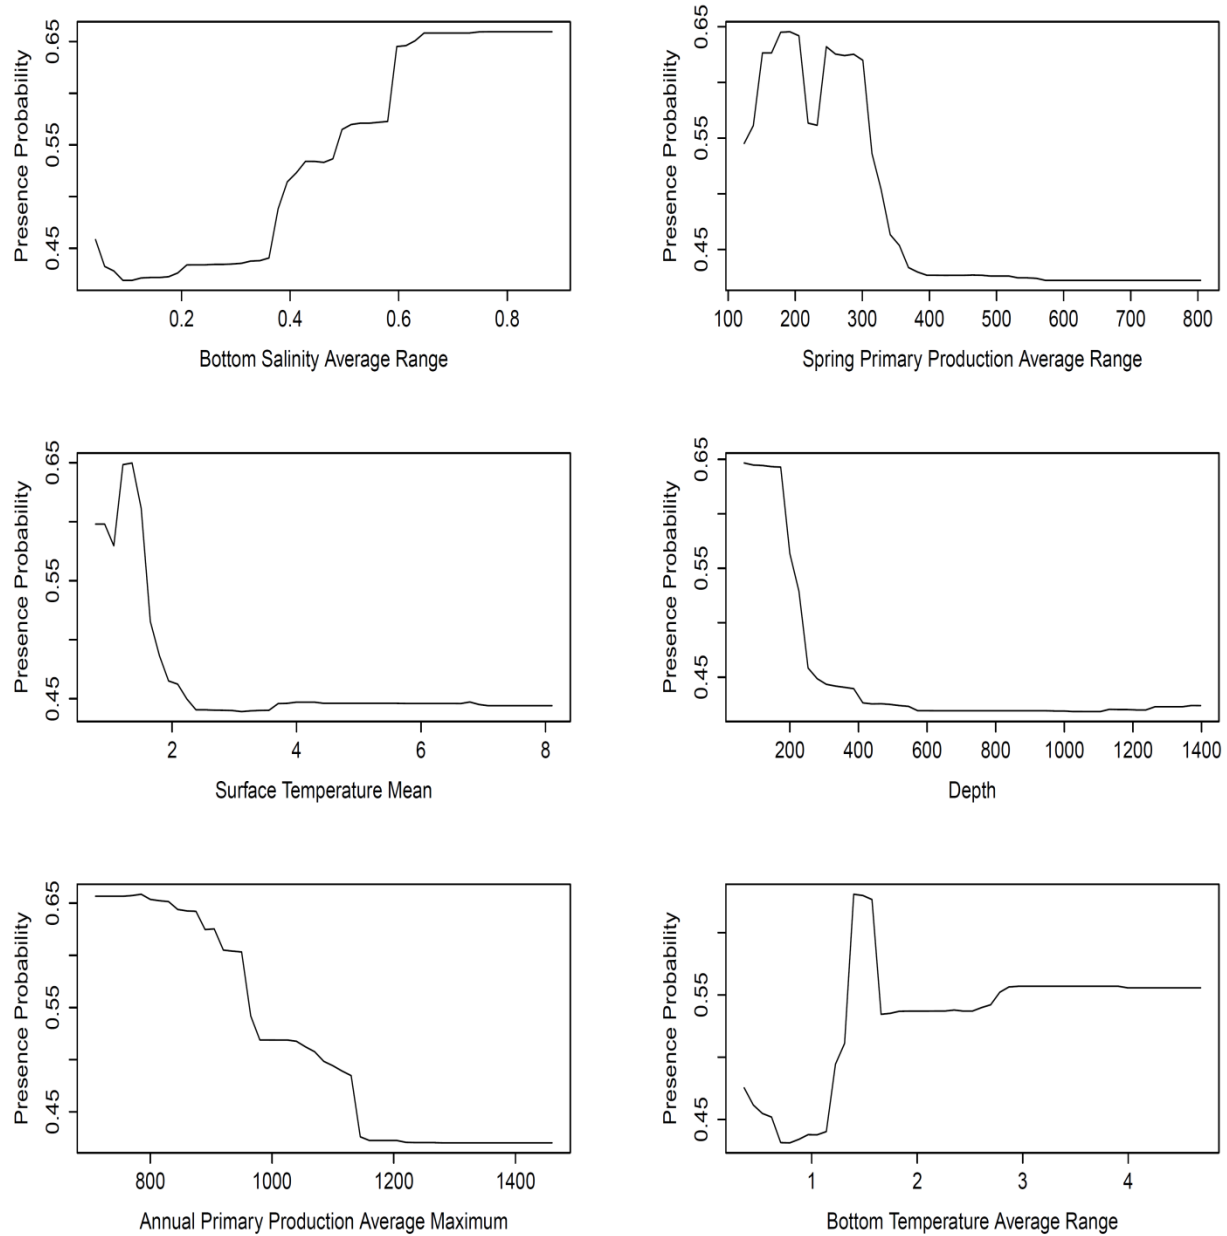 Presence Probability
0.65
0.55
0.45
0.2 0.4 0.6 0.8
Bottom Salinity Average Range
Presence Probability
0.65
0.55
0.45
100 200 300 400 500 600 700 800
Spring Primary Production Average Range
Presence Probability
0.65
0.55
0.45
2 4 6 8
Surface Temperature Mean
Presence Probability
0.65
0.55
0.45
200 400 600 800 1000 1200 1400
Depth
Presence Probability
0.65
0.55
0.45
800 1000 1200 1400
Annual Primary Production Average Maximum
Presence Probability
0.55
0.45
1 2 3 4
Bottom Temperature Average Range